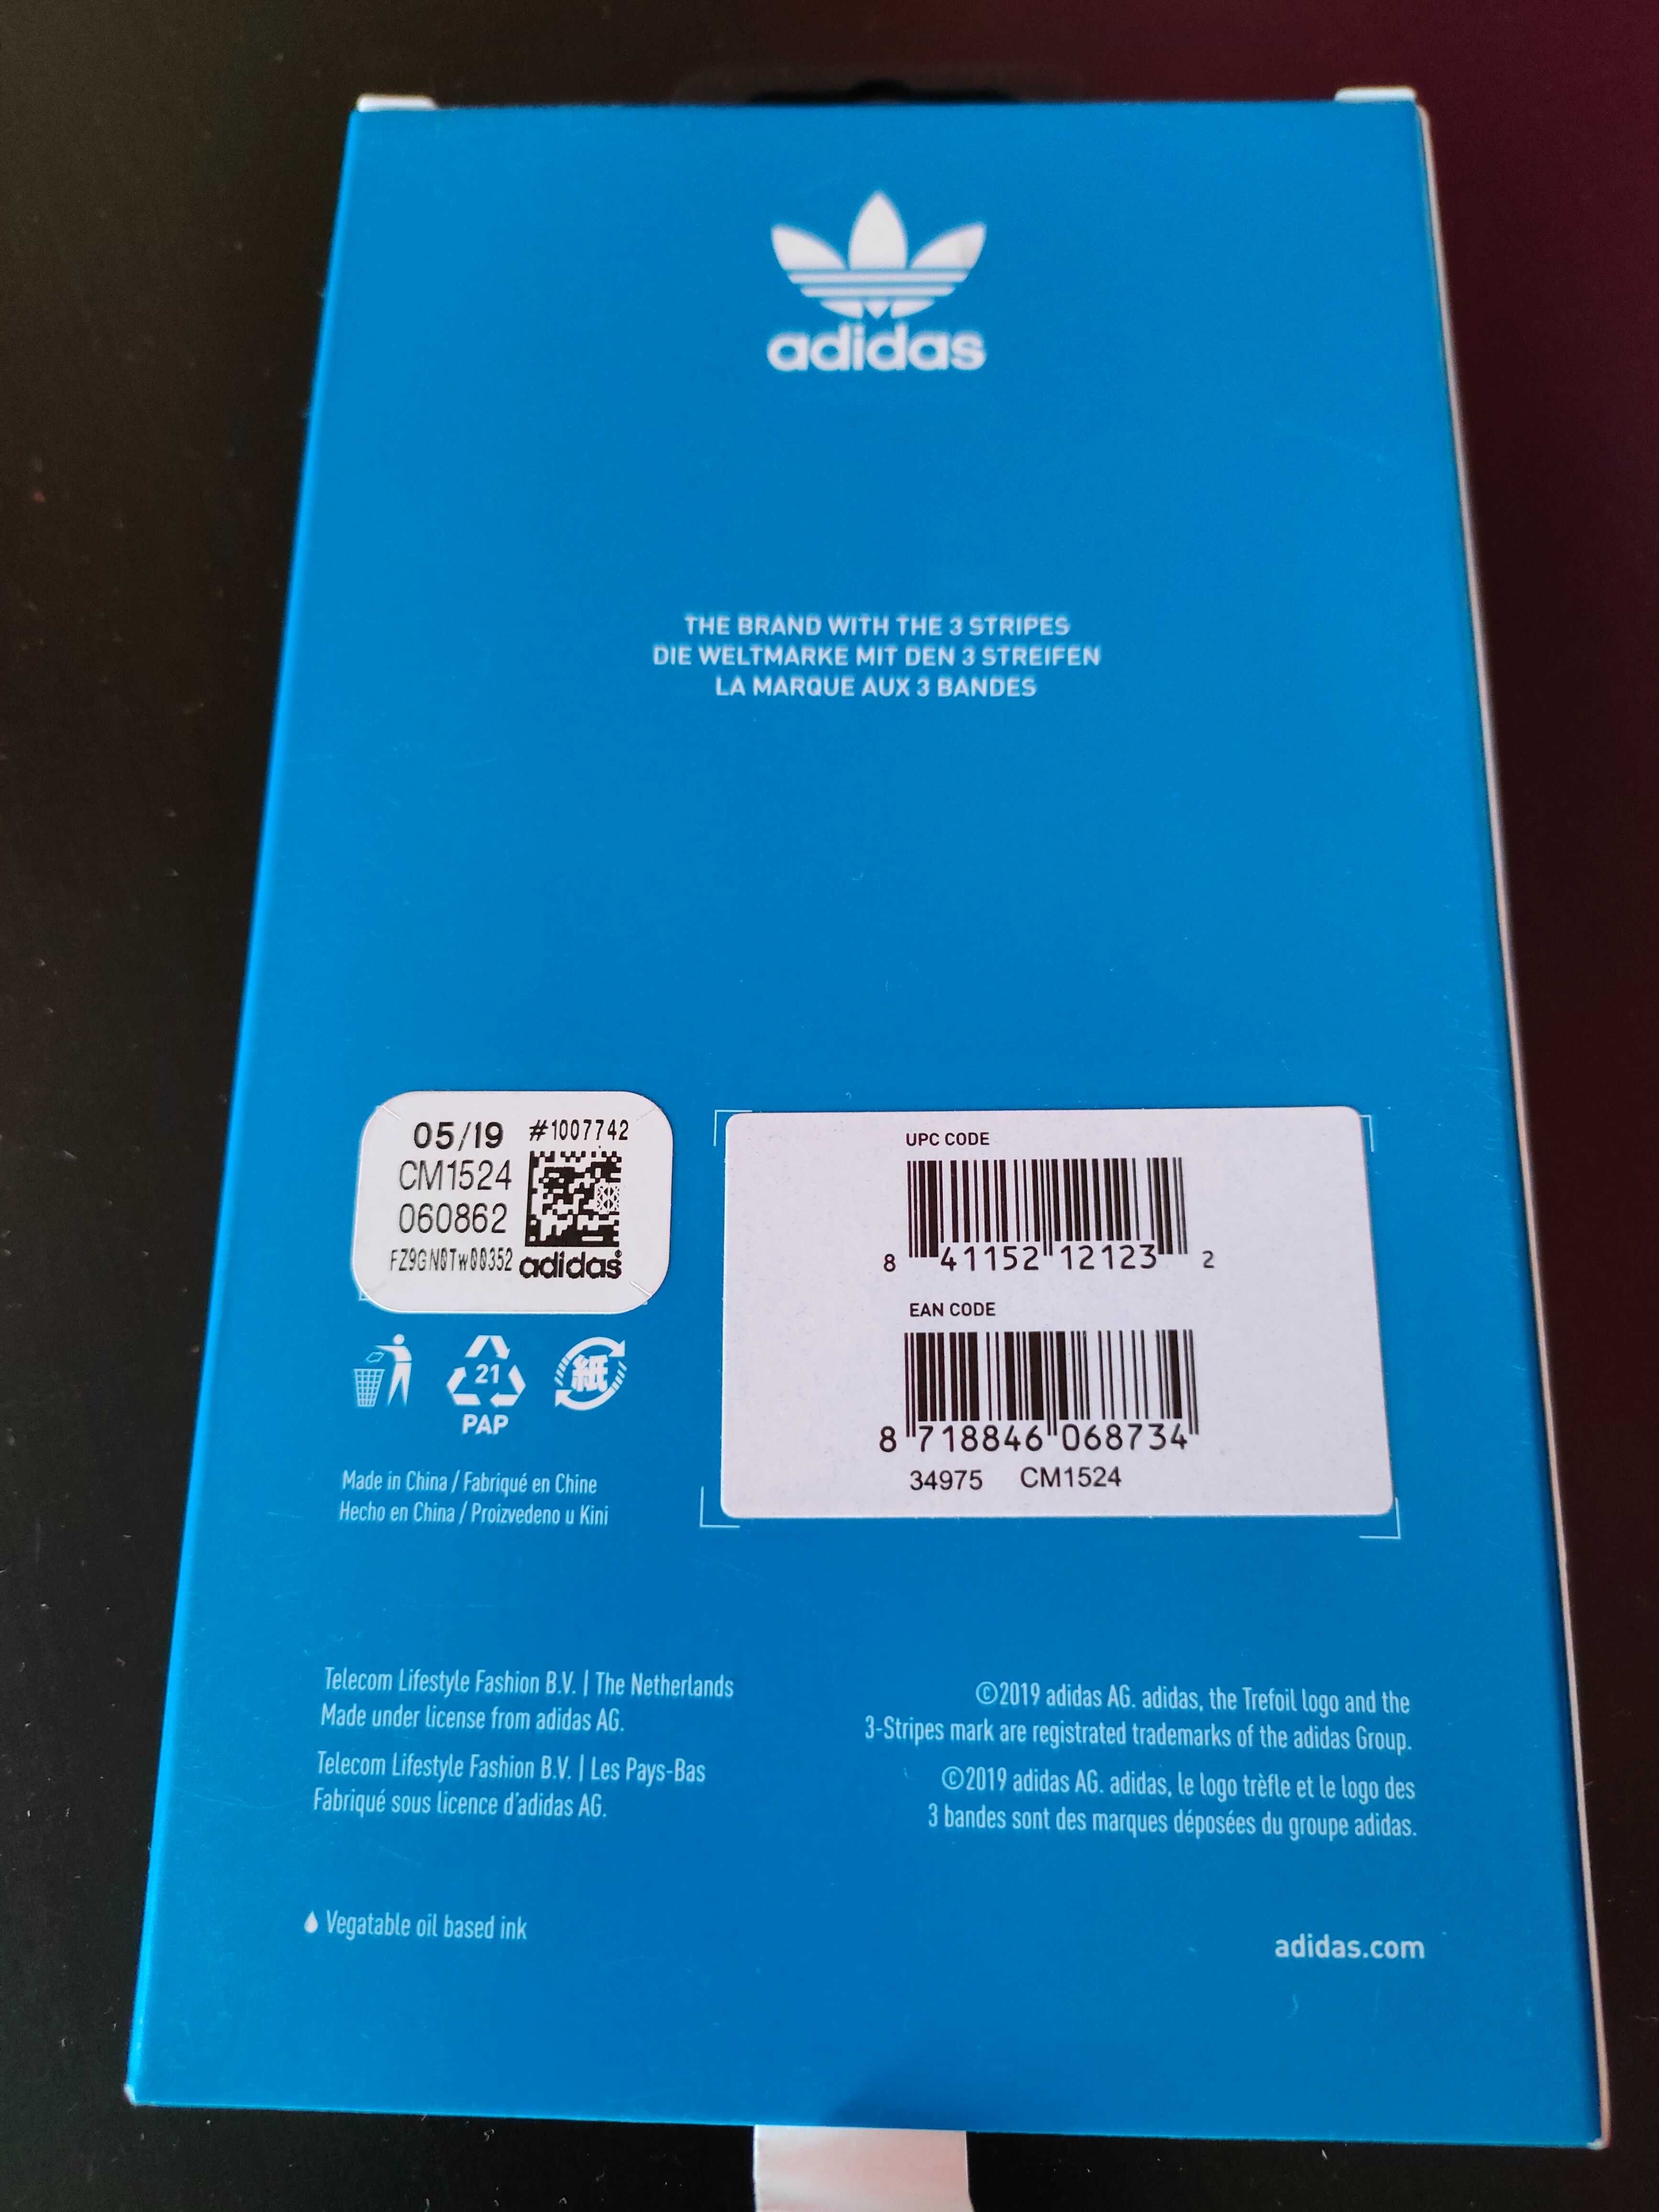 adidas
THE BRAND WITH THE 3 STRIPES
DIE WELTMARKE MIT DEN 3 STREIFEN
LA MARQUE AUX 3 BANDES
05/19 #1007742
CM1524
060862
FZ9GN0Tw00352 adidas®
21
PAP
紙
Made in China / Fabriqué en Chine
Hecho en China / Proizvedeno u Kini
UPC CODE
8 41152 12123 2
EAN CODE
8 718846 068734
34975 CM1524
Telecom Lifestyle Fashion B.V. | The Netherlands
Made under license from adidas AG.
Telecom Lifestyle Fashion B.V. | Les Pays-Bas
Fabriqué sous licence d'adidas AG.
©2019 adidas AG. adidas, the Trefoil logo and the
3-Stripes mark are registrated trademarks of the adidas Group.
©2019 adidas AG. adidas, le logo trèfle et le logo des
3 bandes sont des marques déposées du groupe adidas.
Vegatable oil based ink
adidas.com